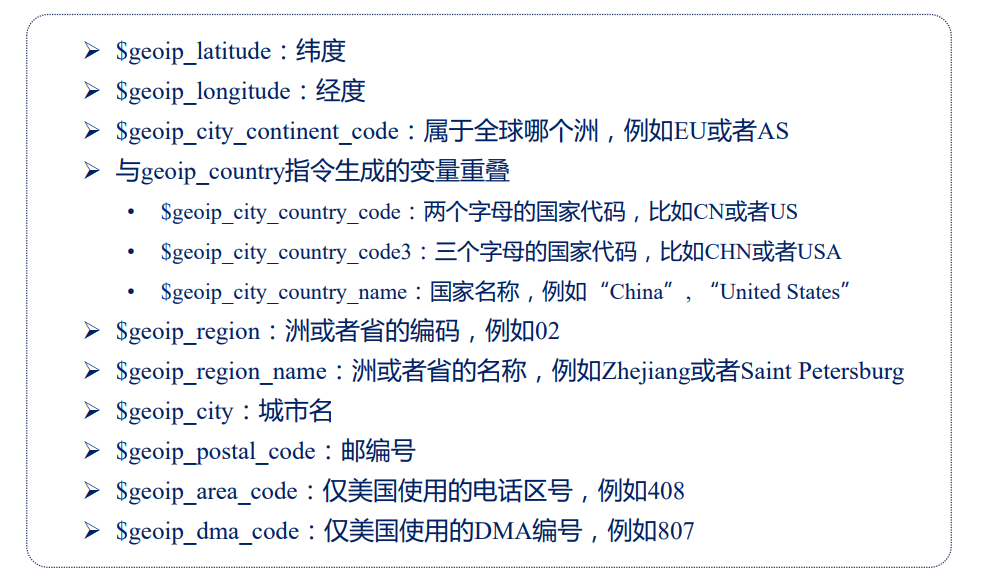 ➢ $geoip_latitude：纬度
➢ $geoip_longitude：经度
➢ $geoip_city_continent_code：属于全球哪个洲，例如EU或者AS
➢ 与geoip_country指令生成的变量重叠
• $geoip_city_country_code：两个字母的国家代码，比如CN或者US
• $geoip_city_country_code3：三个字母的国家代码，比如CHN或者USA
• $geoip_city_country_name：国家名称，例如“China”,“United States”
➢ $geoip_region：洲或者省的编码，例如02
➢ $geoip_region_name：洲或者省的名称，例如Zhejiang或者Saint Petersburg
➢ $geoip_city：城市名
➢ $geoip_postal_code：邮编号
➢ $geoip_area_code：仅美国使用的电话区号，例如408
➢ $geoip_dma_code：仅美国使用的DMA编号，例如807